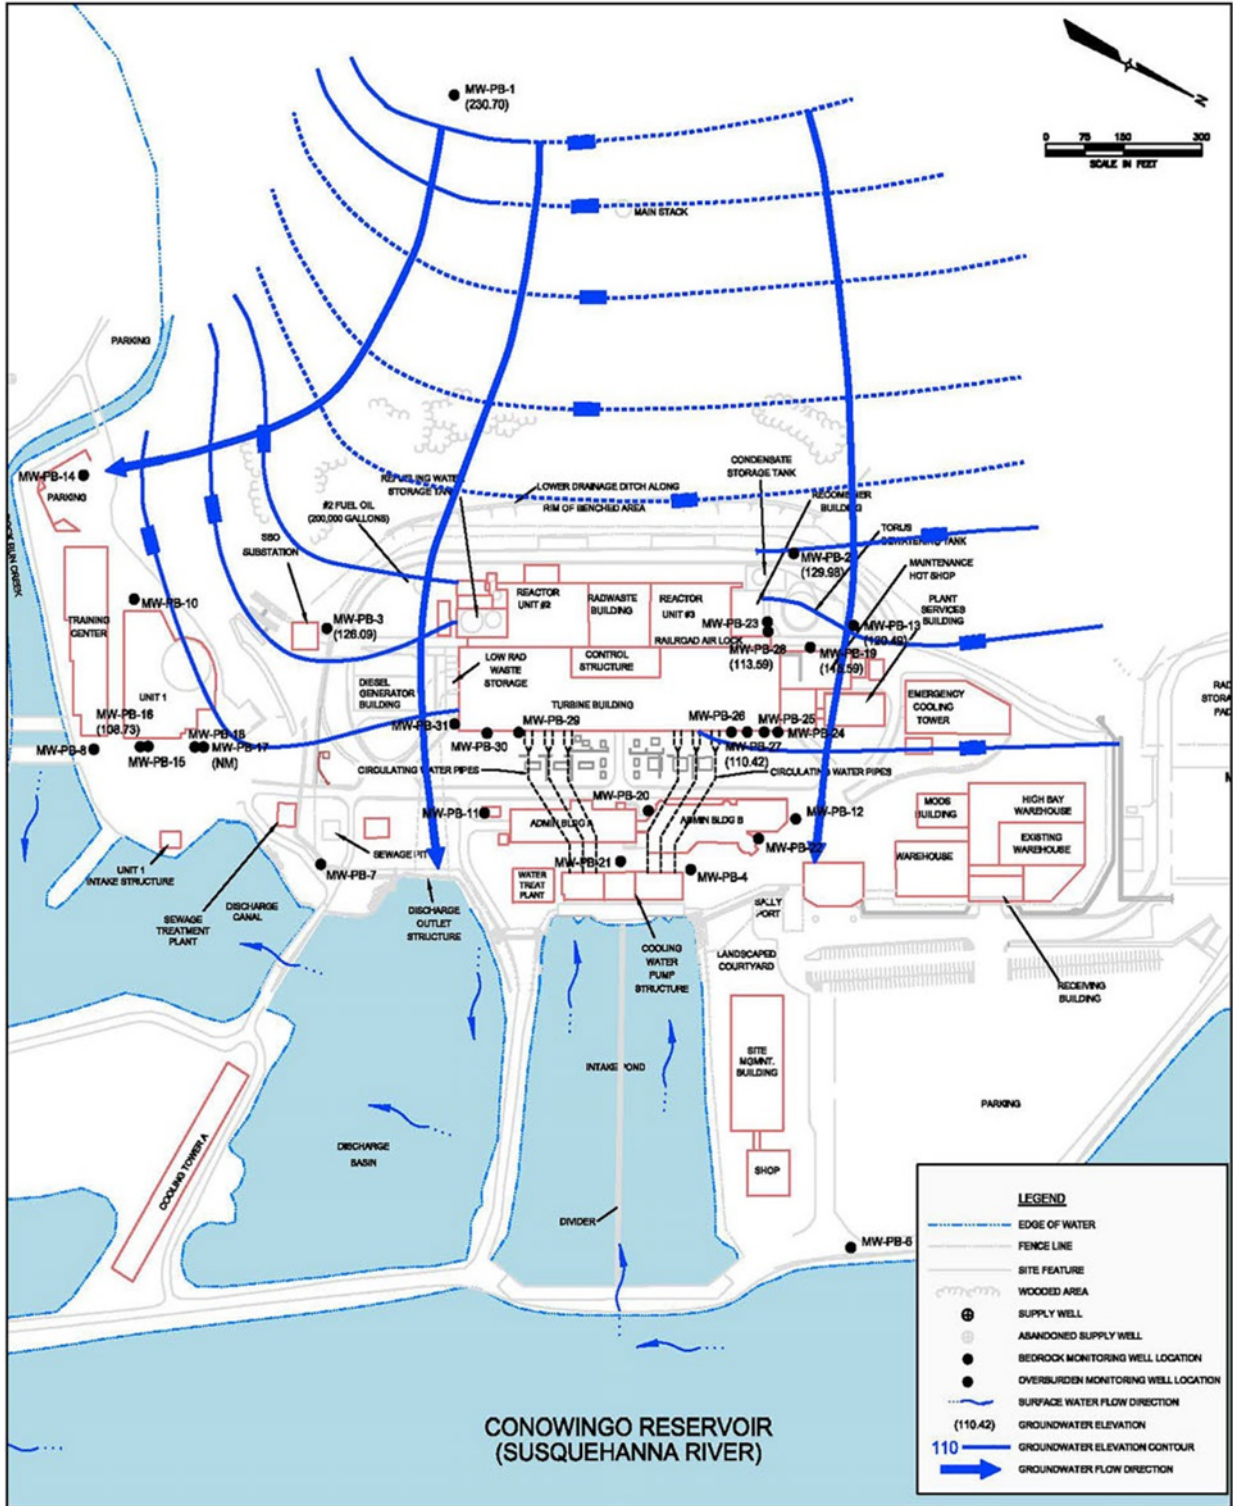 MW-PB-1
(230.70)
N
0 75 150 300
SCALE IN FEET
MAIN STACK
PARKING
MW-PB-14
PARKING
#2 FUEL OIL
(200,000 GALLONS)
REFUELING WATER
STORAGE TANK
LOWER DRAINAGE DITCH ALONG
RIM OF BENCHED AREA
CONDENSATE
STORAGE TANK
RECOMBINER
BUILDING
TORUS
DEWATERING TANK
MAINTENANCE
HOT SHOP
PLANT
SERVICES
BUILDING
SBO
SUBSTATION
ROCK RUN CREEK
MW-PB-2
(129.98)
MW-PB-10
TRAINING
CENTER
MW-PB-3
(126.09)
REACTOR
UNIT #2
RADWASTE
BUILDING
REACTOR
UNIT #3
RAILROAD AIR LOCK
MW-PB-23
MW-PB-28
(113.59)
MW-PB-13
(120.49)
MW-PB-19
LOW RAD
WASTE
STORAGE
CONTROL
STRUCTURE
DIESEL
GENERATOR
BUILDING
TURBINE BUILDING
EMERGENCY
COOLING
TOWER
UNIT 1
MW-PB-16
(108.73)
MW-PB-8
MW-PB-15
MW-PB-18
MW-PB-17
(NM)
MW-PB-31
MW-PB-30
MW-PB-29
MW-PB-26
MW-PB-25
MW-PB-24
MW-PB-27
(110.42)
CIRCULATING WATER PIPES
CIRCULATING WATER PIPES
MW-PB-11
MW-PB-20
ADMIN BLDG A
ADMIN BLDG B
MW-PB-12
MW-PB-22
MODS
BUILDING
HIGH BAY
WAREHOUSE
EXISTING
WAREHOUSE
WAREHOUSE
UNIT 1
INTAKE STRUCTURE
SEWAGE PIT
MW-PB-7
MW-PB-21
MW-PB-4
WATER
TREAT
PLANT
SEWAGE
TREATMENT
PLANT
DISCHARGE
CANAL
DISCHARGE
OUTLET
STRUCTURE
COOLING
WATER
PUMP
STRUCTURE
SALLY
PORT
LANDSCAPED
COURTYARD
RECEIVING
BUILDING
INTAKE POND
SITE
MGMNT.
BUILDING
PARKING
COOLING TOWER A
DISCHARGE
BASIN
SHOP
DIVIDER
MW-PB-6
CONOWINGO RESERVOIR
(SUSQUEHANNA RIVER)
LEGEND
EDGE OF WATER
FENCE LINE
SITE FEATURE
WOODED AREA
SUPPLY WELL
ABANDONED SUPPLY WELL
BEDROCK MONITORING WELL LOCATION
OVERBURDEN MONITORING WELL LOCATION
SURFACE WATER FLOW DIRECTION
(110.42) GROUNDWATER ELEVATION
110 GROUNDWATER ELEVATION CONTOUR
GROUNDWATER FLOW DIRECTION